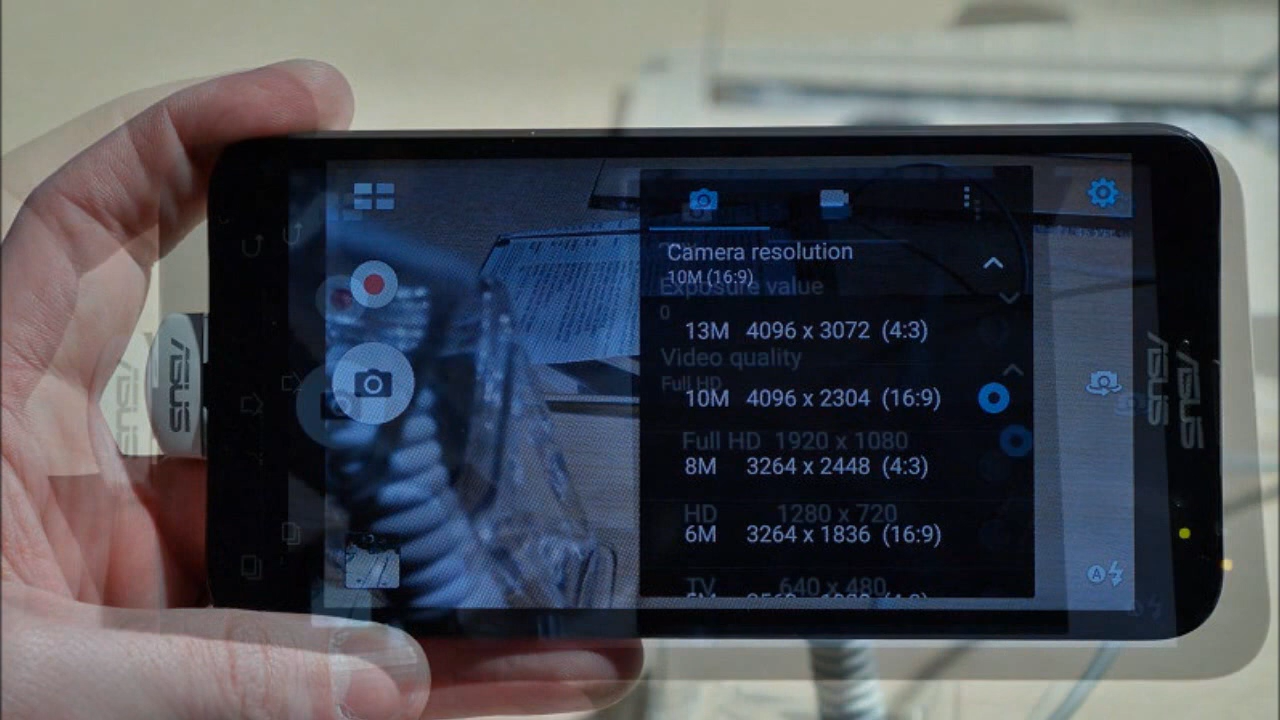 Camera resolution
10M (16:9)
Exposure value
0
13M 4096 x 3072 (4:3)
Video quality
Full HD
10M 4096 x 2304 (16:9)
Full HD 1920 x 1080
8M 3264 x 2448 (4:3)
HD 1280 x 720
6M 3264 x 1836 (16:9)
TV 640 x 480
A
ASUS
ASUS
ASUS
ASUS